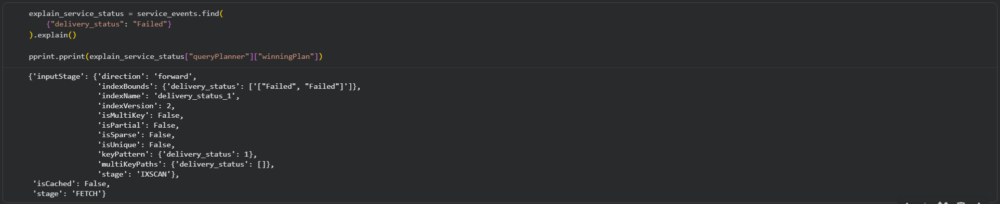 explain_service_status = service_events.find(
    {"delivery_status": "Failed"}
).explain()

pprint.pprint(explain_service_status["queryPlanner"]["winningPlan"])
{'inputStage': {'direction': 'forward',
                'indexBounds': {'delivery_status': ['["Failed", "Failed"]']},
                'indexName': 'delivery_status_1',
                'indexVersion': 2,
                'isMultiKey': False,
                'isPartial': False,
                'isSparse': False,
                'isUnique': False,
                'keyPattern': {'delivery_status': 1},
                'multiKeyPaths': {'delivery_status': []},
                'stage': 'IXSCAN'},
 'isCached': False,
 'stage': 'FETCH'}